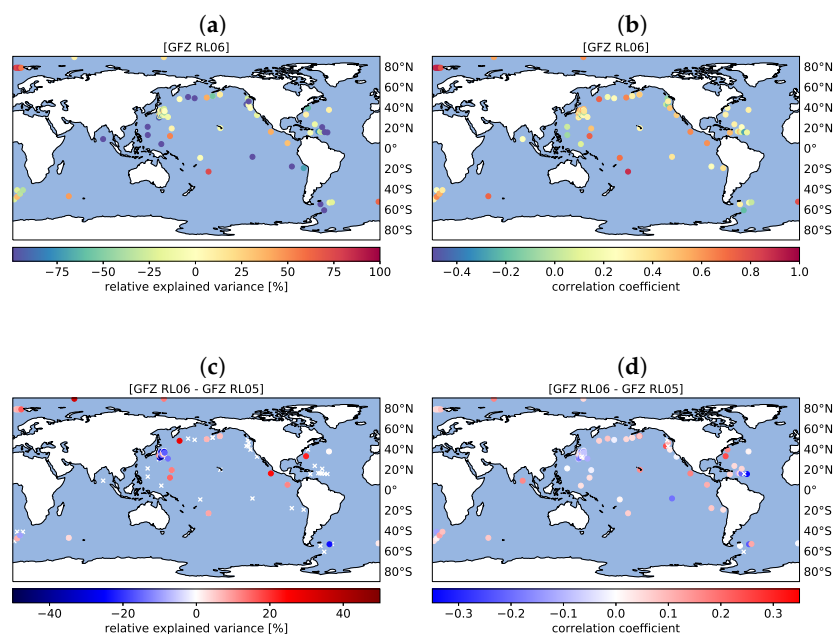 (a)
[GFZ RL06]
80°N
60°N
40°N
20°N
0°
20°S
40°S
60°S
80°S
−75 −50 −25 0 25 50 75 100
relative explained variance [%]
(b)
[GFZ RL06]
80°N
60°N
40°N
20°N
0°
20°S
40°S
60°S
80°S
−0.4 −0.2 0.0 0.2 0.4 0.6 0.8 1.0
correlation coefficient
(c)
[GFZ RL06 - GFZ RL05]
80°N
60°N
40°N
20°N
0°
20°S
40°S
60°S
80°S
−40 −20 0 20 40
relative explained variance [%]
(d)
[GFZ RL06 - GFZ RL05]
80°N
60°N
40°N
20°N
0°
20°S
40°S
60°S
80°S
−0.3 −0.2 −0.1 0.0 0.1 0.2 0.3
correlation coefficient